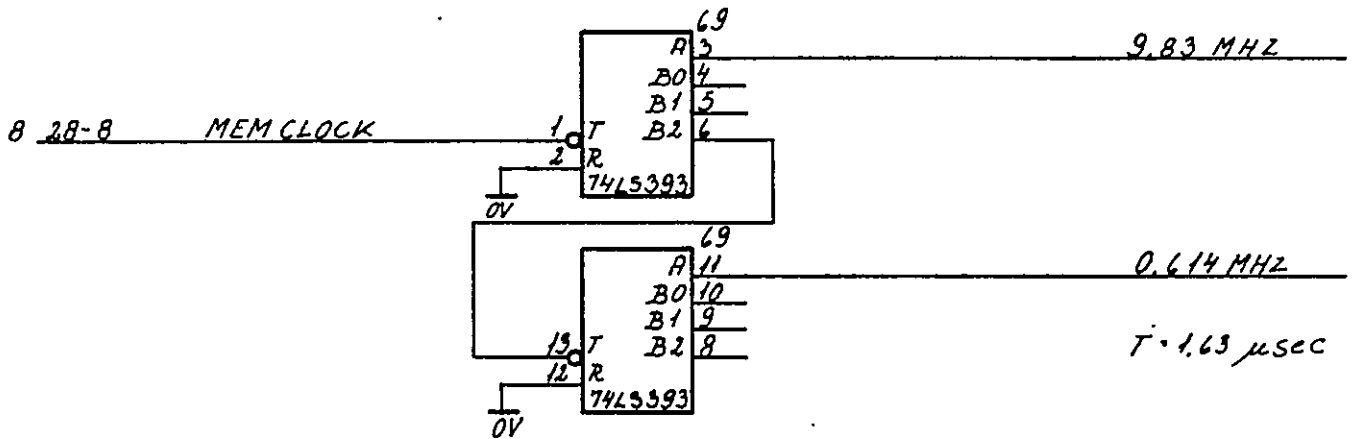 69
A 3 9.83 MHZ
B0 4
B1 5
8 28-8 MEM CLOCK 1 T B2 6
2 R
74LS393
0V
69
A 11 0.614 MHZ
B0 10
B1 9
13 T B2 8 T · 1.63 µsec
12 R
74LS393
0V